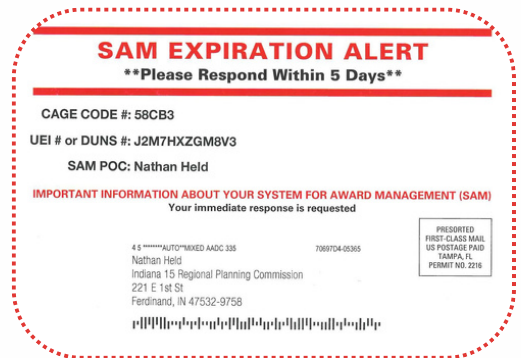 SAM EXPIRATION ALERT
**Please Respond Within 5 Days**
CAGE CODE #: 58CB3
UEI # or DUNS #: J2M7HXZGM8V3
SAM POC: Nathan Held
IMPORTANT INFORMATION ABOUT YOUR SYSTEM FOR AWARD MANAGEMENT (SAM)
Your immediate response is requested
4 5 ********AUTO**MIXED AADC 335 70697D4-05365
Nathan Held
Indiana 15 Regional Planning Commission
221 E 1st St
Ferdinand, IN 47532-9758
PRESORTED
FIRST-CLASS MAIL
US POSTAGE PAID
TAMPA, FL
PERMIT NO. 2216